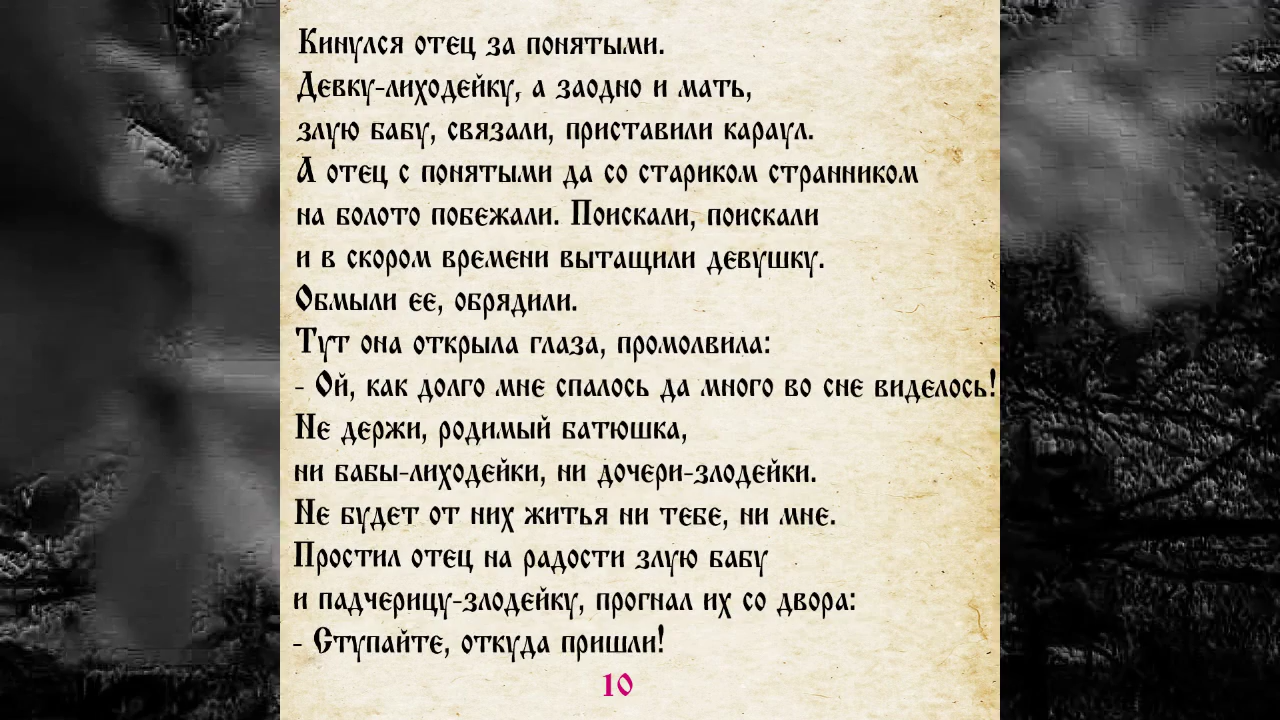 Кинулся отец за понятыми.
Девку-лиходейку, а заодно и мать,
злую бабу, связали, приставили караул.
А отец с понятыми да со стариком странником
на болото побежали. Поискали, поискали
и в скором времени вытащили девушку.
Обмыли ее, обрядили.
Тут она открыла глаза, промолвила:
- Ой, как долго мне спалось да много во сне виделось!
Не держи, родимый батюшка,
ни бабы-лиходейки, ни дочери-злодейки.
Не будет от них житья ни тебе, ни мне.
Простил отец на радости злую бабу
и падчерицу-злодейку, прогнал их со двора:
- Ступайте, откуда пришли!
10